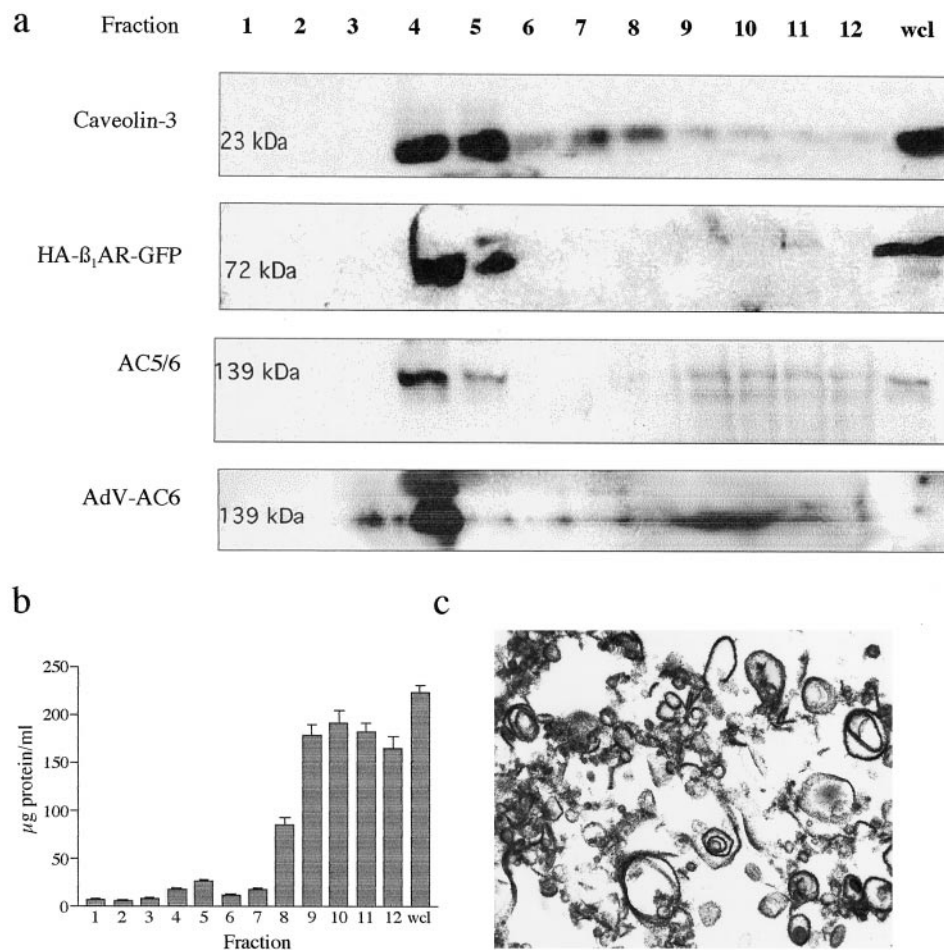 a
Fraction 1 2 3 4 5 6 7 8 9 10 11 12 wcl
Caveolin-3
23 kDa
HA-ß₁AR-GFP
72 kDa
AC5/6
139 kDa
AdV-AC6
139 kDa
b
c
µg protein/ml
250
200
150
100
50
0
1 2 3 4 5 6 7 8 9 10 11 12 wcl
Fraction